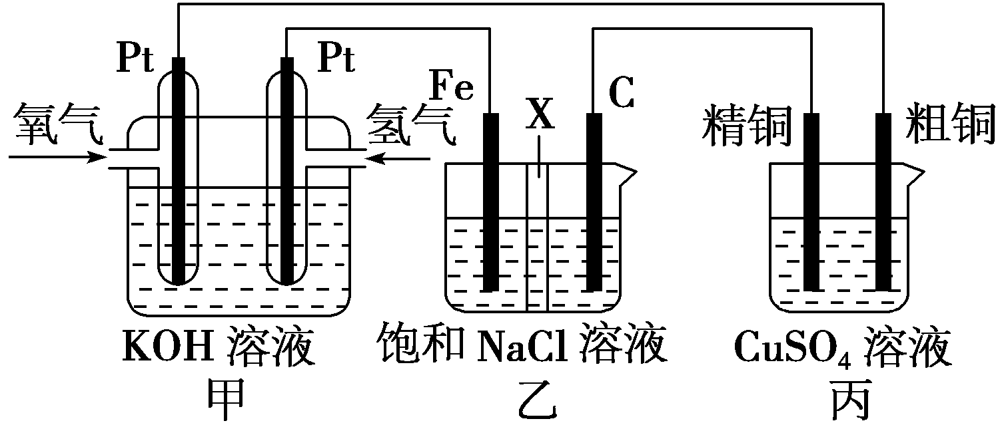 Pt
Pt
Fe
X
C
氧气
氢气
精铜
粗铜
KOH 溶液
饱和 NaCl 溶液
CuSO₄ 溶液
甲
乙
丙